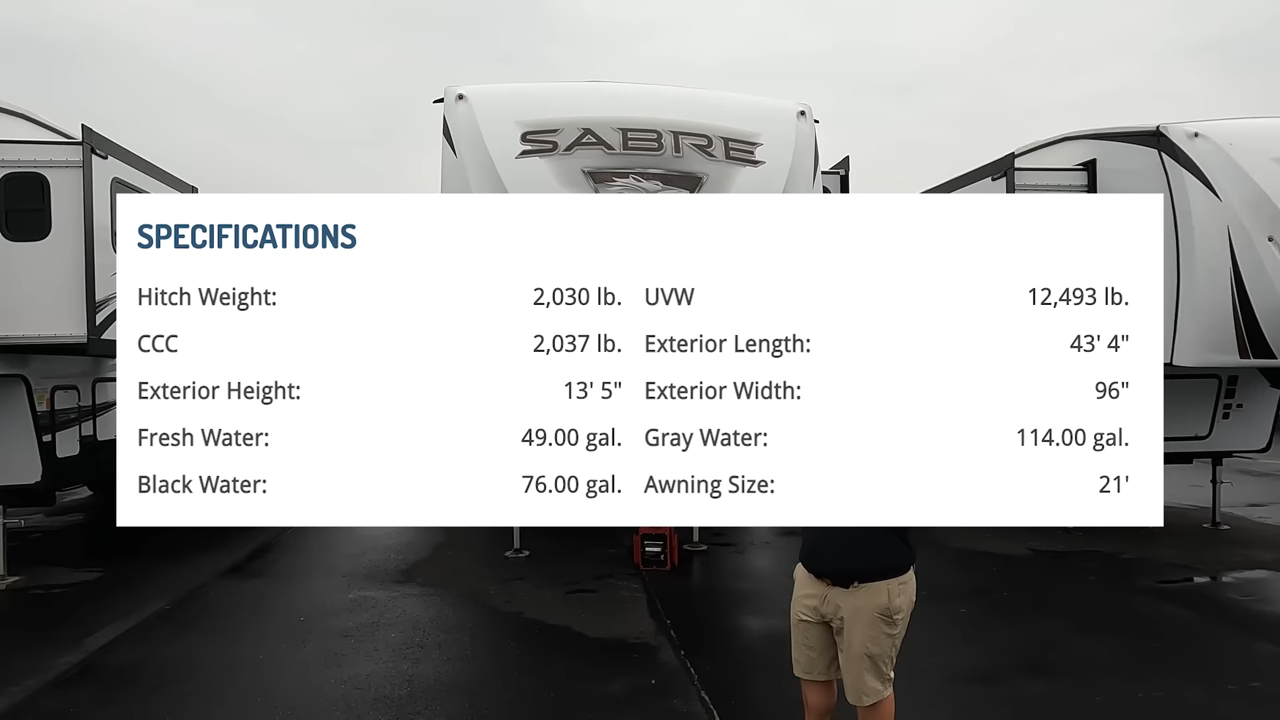 SABRE
SPECIFICATIONS
Hitch Weight: 2,030 lb. UVW 12,493 lb.
CCC 2,037 lb. Exterior Length: 43' 4"
Exterior Height: 13' 5" Exterior Width: 96"
Fresh Water: 49.00 gal. Gray Water: 114.00 gal.
Black Water: 76.00 gal. Awning Size: 21'